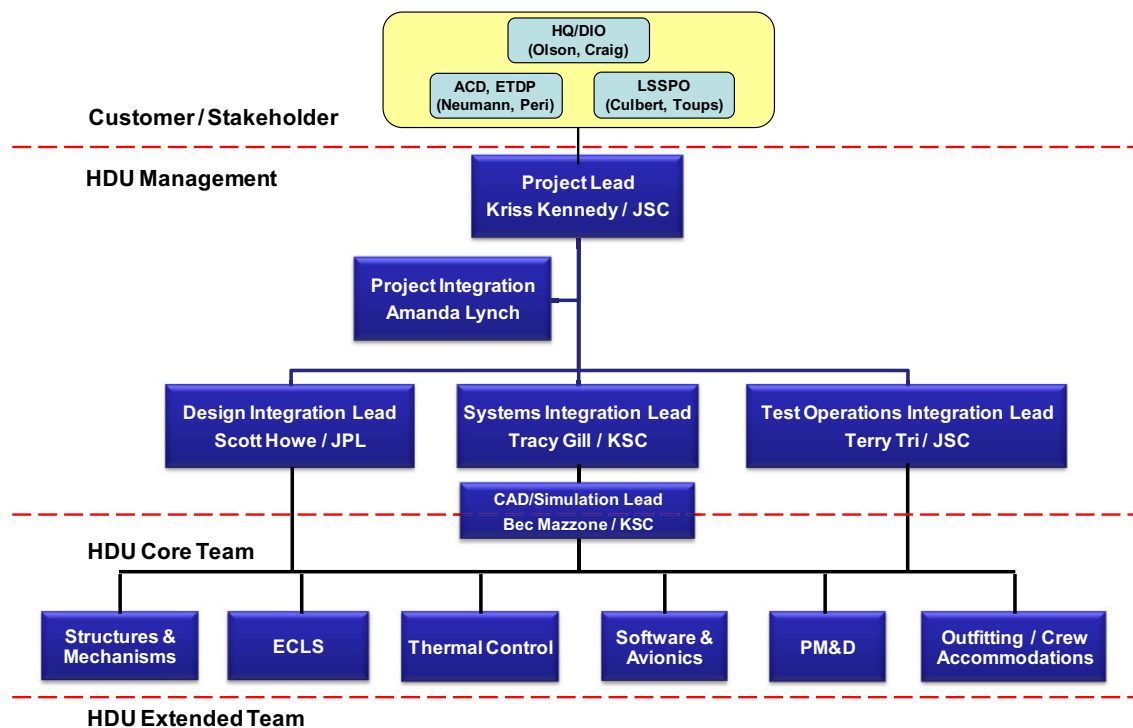 HQ/DIO
(Olson, Craig)
ACD, ETDP
(Neumann, Peri)
LSSPO
(Culbert, Toups)
Customer / Stakeholder
HDU Management
Project Lead
Kriss Kennedy / JSC
Project Integration
Amanda Lynch
Design Integration Lead
Scott Howe / JPL
Systems Integration Lead
Tracy Gill / KSC
Test Operations Integration Lead
Terry Tri / JSC
CAD/Simulation Lead
Bec Mazzone / KSC
HDU Core Team
Structures &
Mechanisms
ECLS
Thermal Control
Software &
Avionics
PM&D
Outfitting / Crew
Accommodations
HDU Extended Team